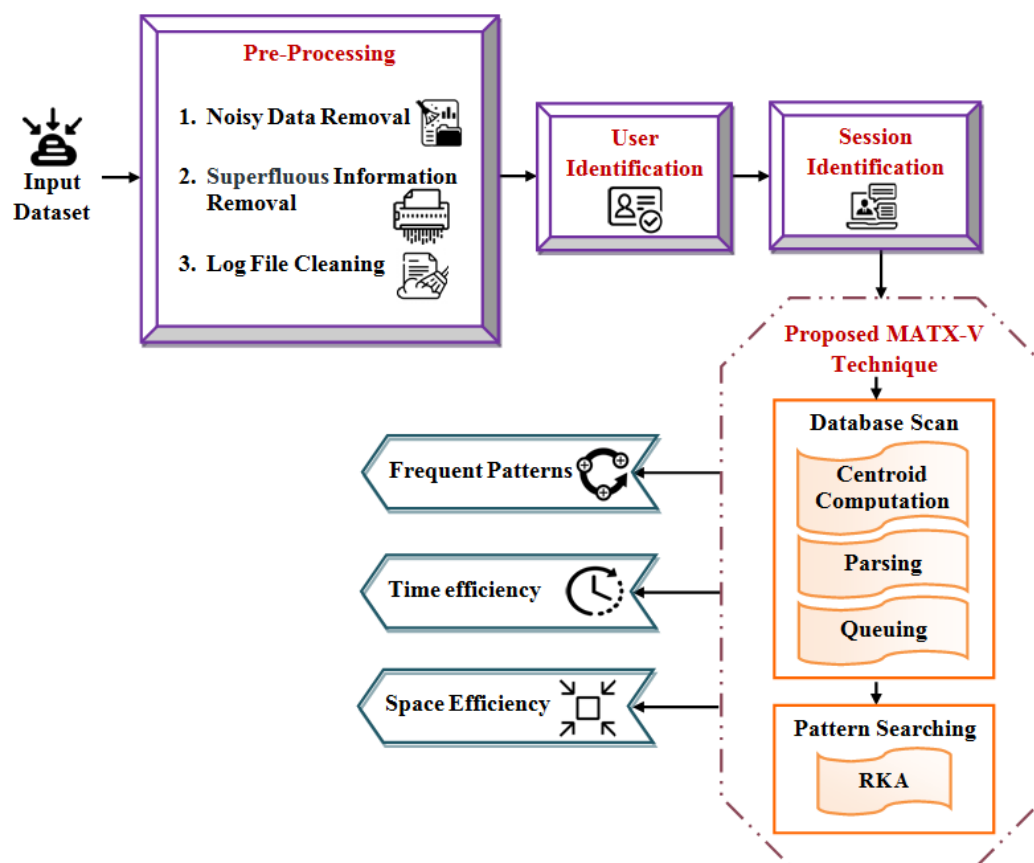 Pre-Processing
1. Noisy Data Removal
2. Superfluous Information
Removal
3. Log File Cleaning
Input
Dataset
User
Identification
Session
Identification
Proposed MATX-V
Technique
Database Scan
Centroid
Computation
Parsing
Queuing
Pattern Searching
RKA
Frequent Patterns
Time efficiency
Space Efficiency